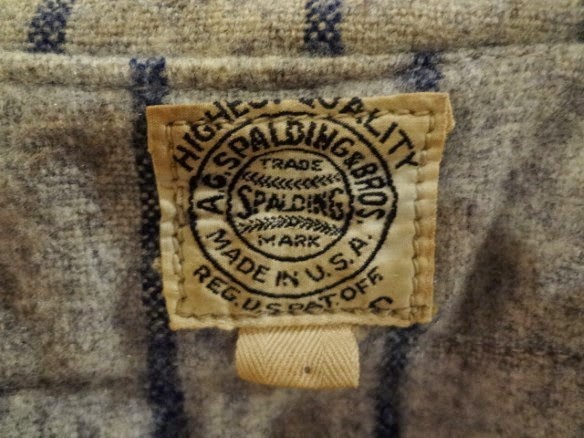 HIGHEST QUALITY
A.G. SPALDING & BROS.
TRADE
SPALDING
MARK
MADE IN U.S.A.
REG. U.S. PAT. OFF.